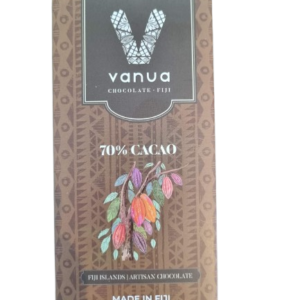 vanua
CHOCOLATE · FIJI
70% CACAO
FIJI ISLANDS | ARTISAN CHOCOLATE
MADE IN FIJI